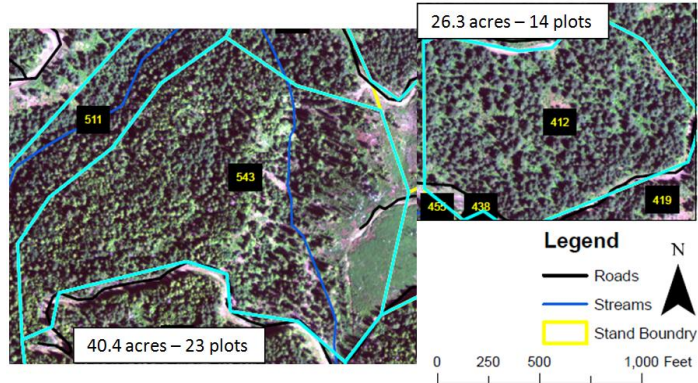 26.3 acres – 14 plots
511
412
543
455
438
419
Legend
N
Roads
Streams
Stand Boundry
40.4 acres – 23 plots
0 250 500 1,000 Feet